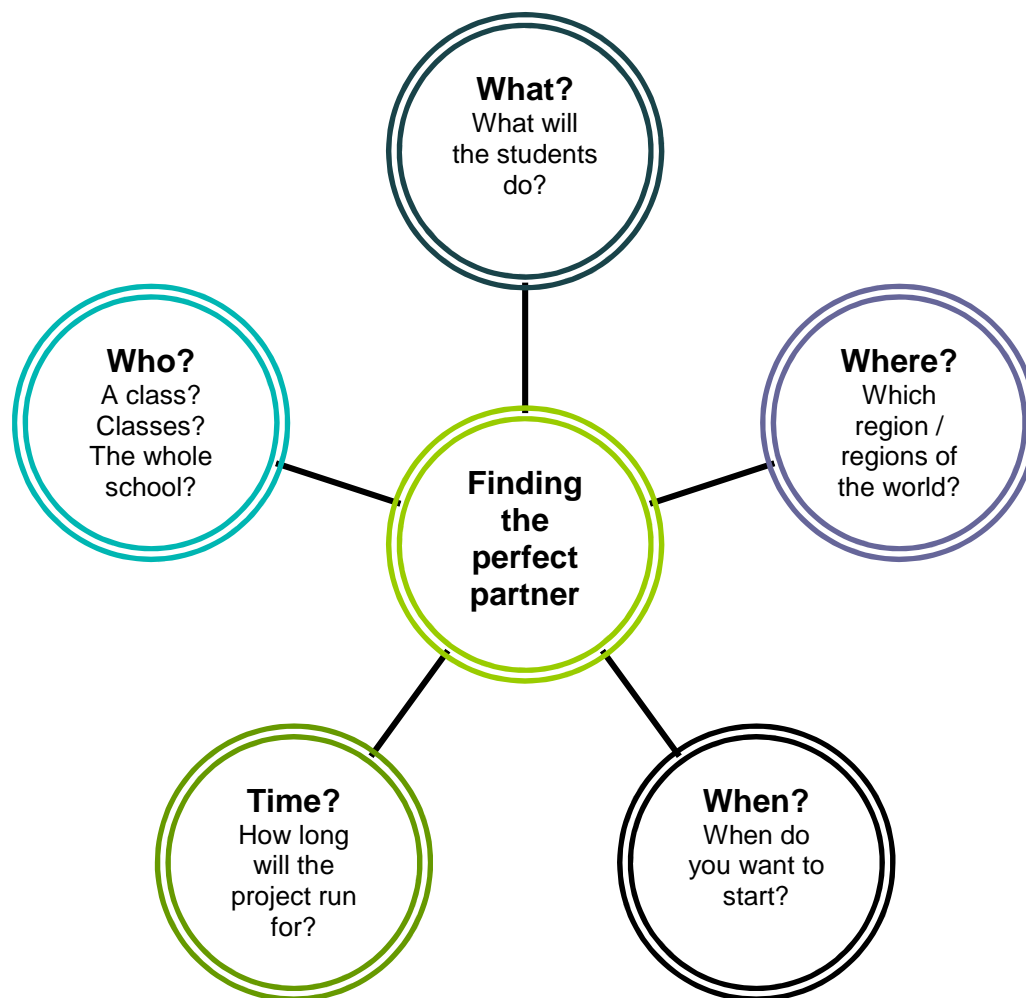 What?
What will
the students
do?
Who?
A class?
Classes?
The whole
school?
Where?
Which
region /
regions of
the world?
Finding
the
perfect
partner
Time?
How long
will the
project run
for?
When?
When do
you want to
start?